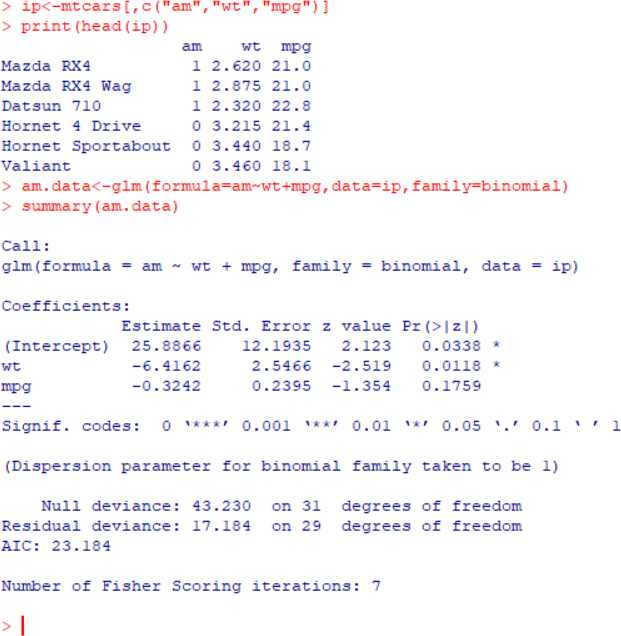 > ip<-mtcars[,c("am","wt","mpg")]
> print(head(ip))
                  am    wt  mpg
Mazda RX4          1 2.620 21.0
Mazda RX4 Wag      1 2.875 21.0
Datsun 710         1 2.320 22.8
Hornet 4 Drive     0 3.215 21.4
Hornet Sportabout  0 3.440 18.7
Valiant            0 3.460 18.1
> am.data<-glm(formula=am~wt+mpg,data=ip,family=binomial)
> summary(am.data)

Call:
glm(formula = am ~ wt + mpg, family = binomial, data = ip)

Coefficients:
            Estimate Std. Error z value Pr(>|z|)
(Intercept)  25.8866    12.1935   2.123   0.0338 *
wt           -6.4162     2.5466  -2.519   0.0118 *
mpg          -0.3242     0.2395  -1.354   0.1759
---
Signif. codes:  0 ‘***’ 0.001 ‘**’ 0.01 ‘*’ 0.05 ‘.’ 0.1 ‘ ’ 1

(Dispersion parameter for binomial family taken to be 1)

    Null deviance: 43.230  on 31  degrees of freedom
Residual deviance: 17.184  on 29  degrees of freedom
AIC: 23.184

Number of Fisher Scoring iterations: 7

>